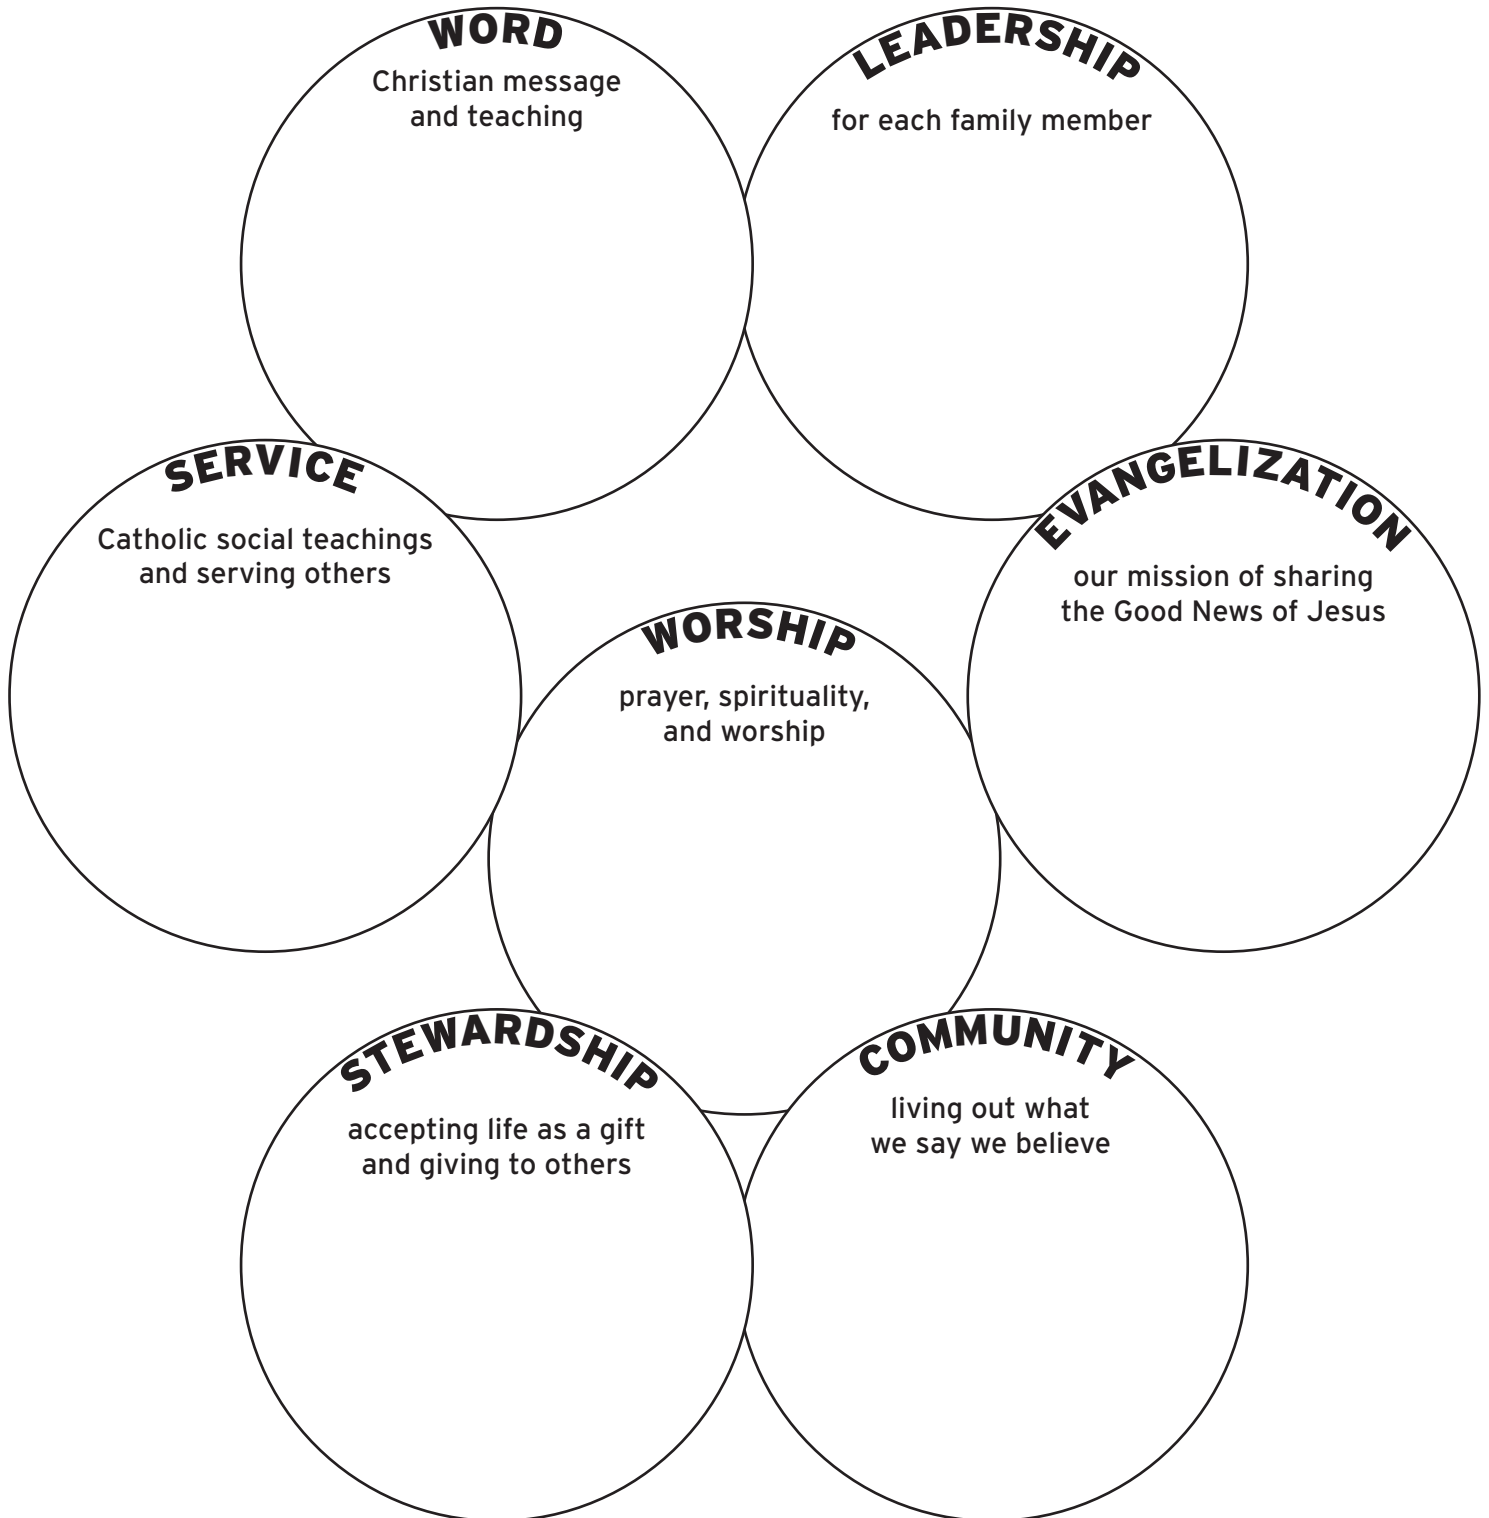 WORD
Christian message
and teaching
LEADERSHIP
for each family member
SERVICE
Catholic social teachings
and serving others
EVANGELIZATION
our mission of sharing
the Good News of Jesus
WORSHIP
prayer, spirituality,
and worship
STEWARDSHIP
accepting life as a gift
and giving to others
COMMUNITY
living out what
we say we believe